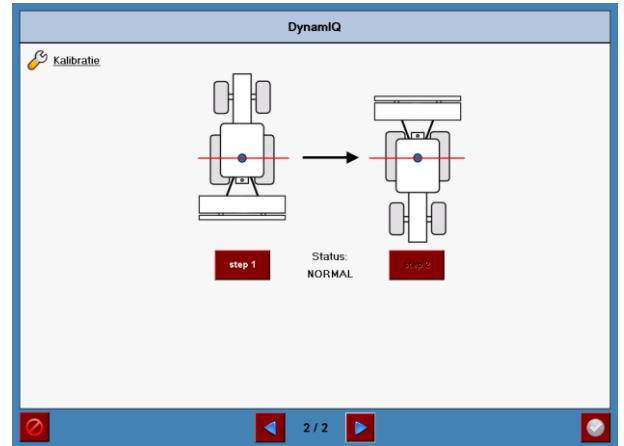 DynamIQ
Kalibratie
step 1
Status:
NORMAL
step 2
2 / 2